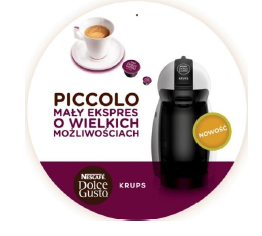 PICCOLO
MAŁY EKSPRES
O WIELKICH
MOŻLIWOŚCIACH
NOWOŚĆ
NESCAFÉ
Dolce
Gusto
KRUPS